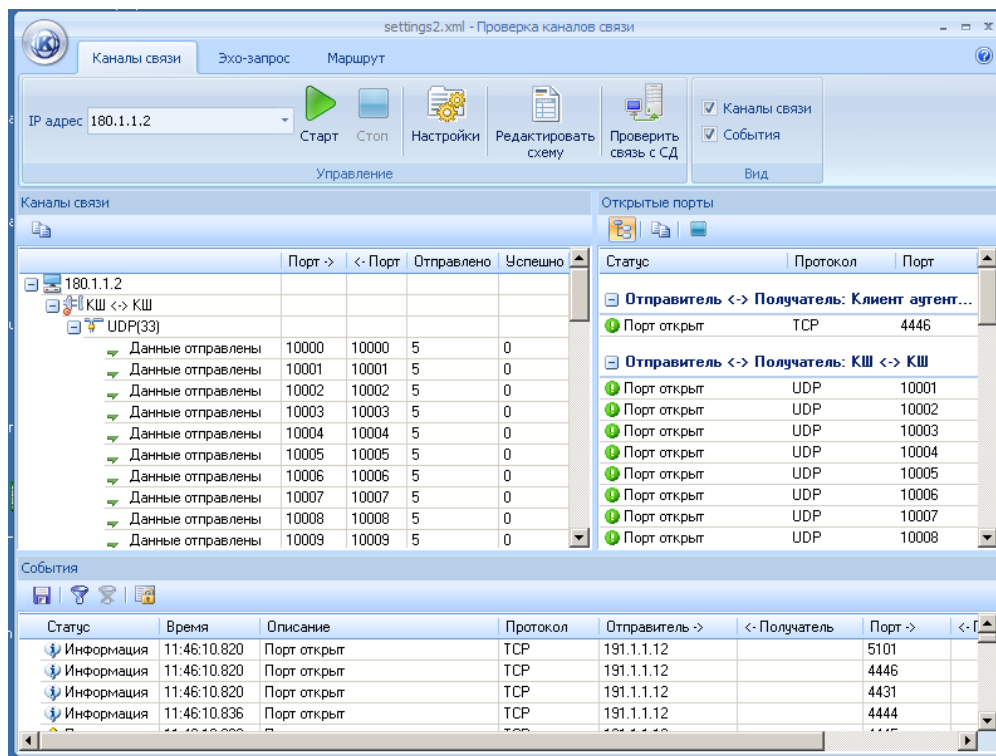 settings2.xml - Проверка каналов связи
Каналы связи Эхо-запрос Маршрут
IP адрес 180.1.1.2
Старт Стоп Настройки Редактировать схему Проверить связь с СД
Каналы связи
События
Управление Вид
Каналы связи
Порт -> <- Порт Отправлено Успешно
180.1.1.2
КШ <-> КШ
UDP(33)
Данные отправлены 10000 10000 5 0
Данные отправлены 10001 10001 5 0
Данные отправлены 10002 10002 5 0
Данные отправлены 10003 10003 5 0
Данные отправлены 10004 10004 5 0
Данные отправлены 10005 10005 5 0
Данные отправлены 10006 10006 5 0
Данные отправлены 10007 10007 5 0
Данные отправлены 10008 10008 5 0
Данные отправлены 10009 10009 5 0
Открытые порты
Статус Протокол Порт
Отправитель <-> Получатель: Клиент аутент...
Порт открыт TCP 4446
Отправитель <-> Получатель: КШ <-> КШ
Порт открыт UDP 10001
Порт открыт UDP 10002
Порт открыт UDP 10003
Порт открыт UDP 10004
Порт открыт UDP 10005
Порт открыт UDP 10006
Порт открыт UDP 10007
Порт открыт UDP 10008
События
Статус Время Описание Протокол Отправитель -> <- Получатель Порт ->
Информация 11:46:10.820 Порт открыт TCP 191.1.1.12 5101
Информация 11:46:10.820 Порт открыт TCP 191.1.1.12 4446
Информация 11:46:10.820 Порт открыт TCP 191.1.1.12 4431
Информация 11:46:10.836 Порт открыт TCP 191.1.1.12 4444